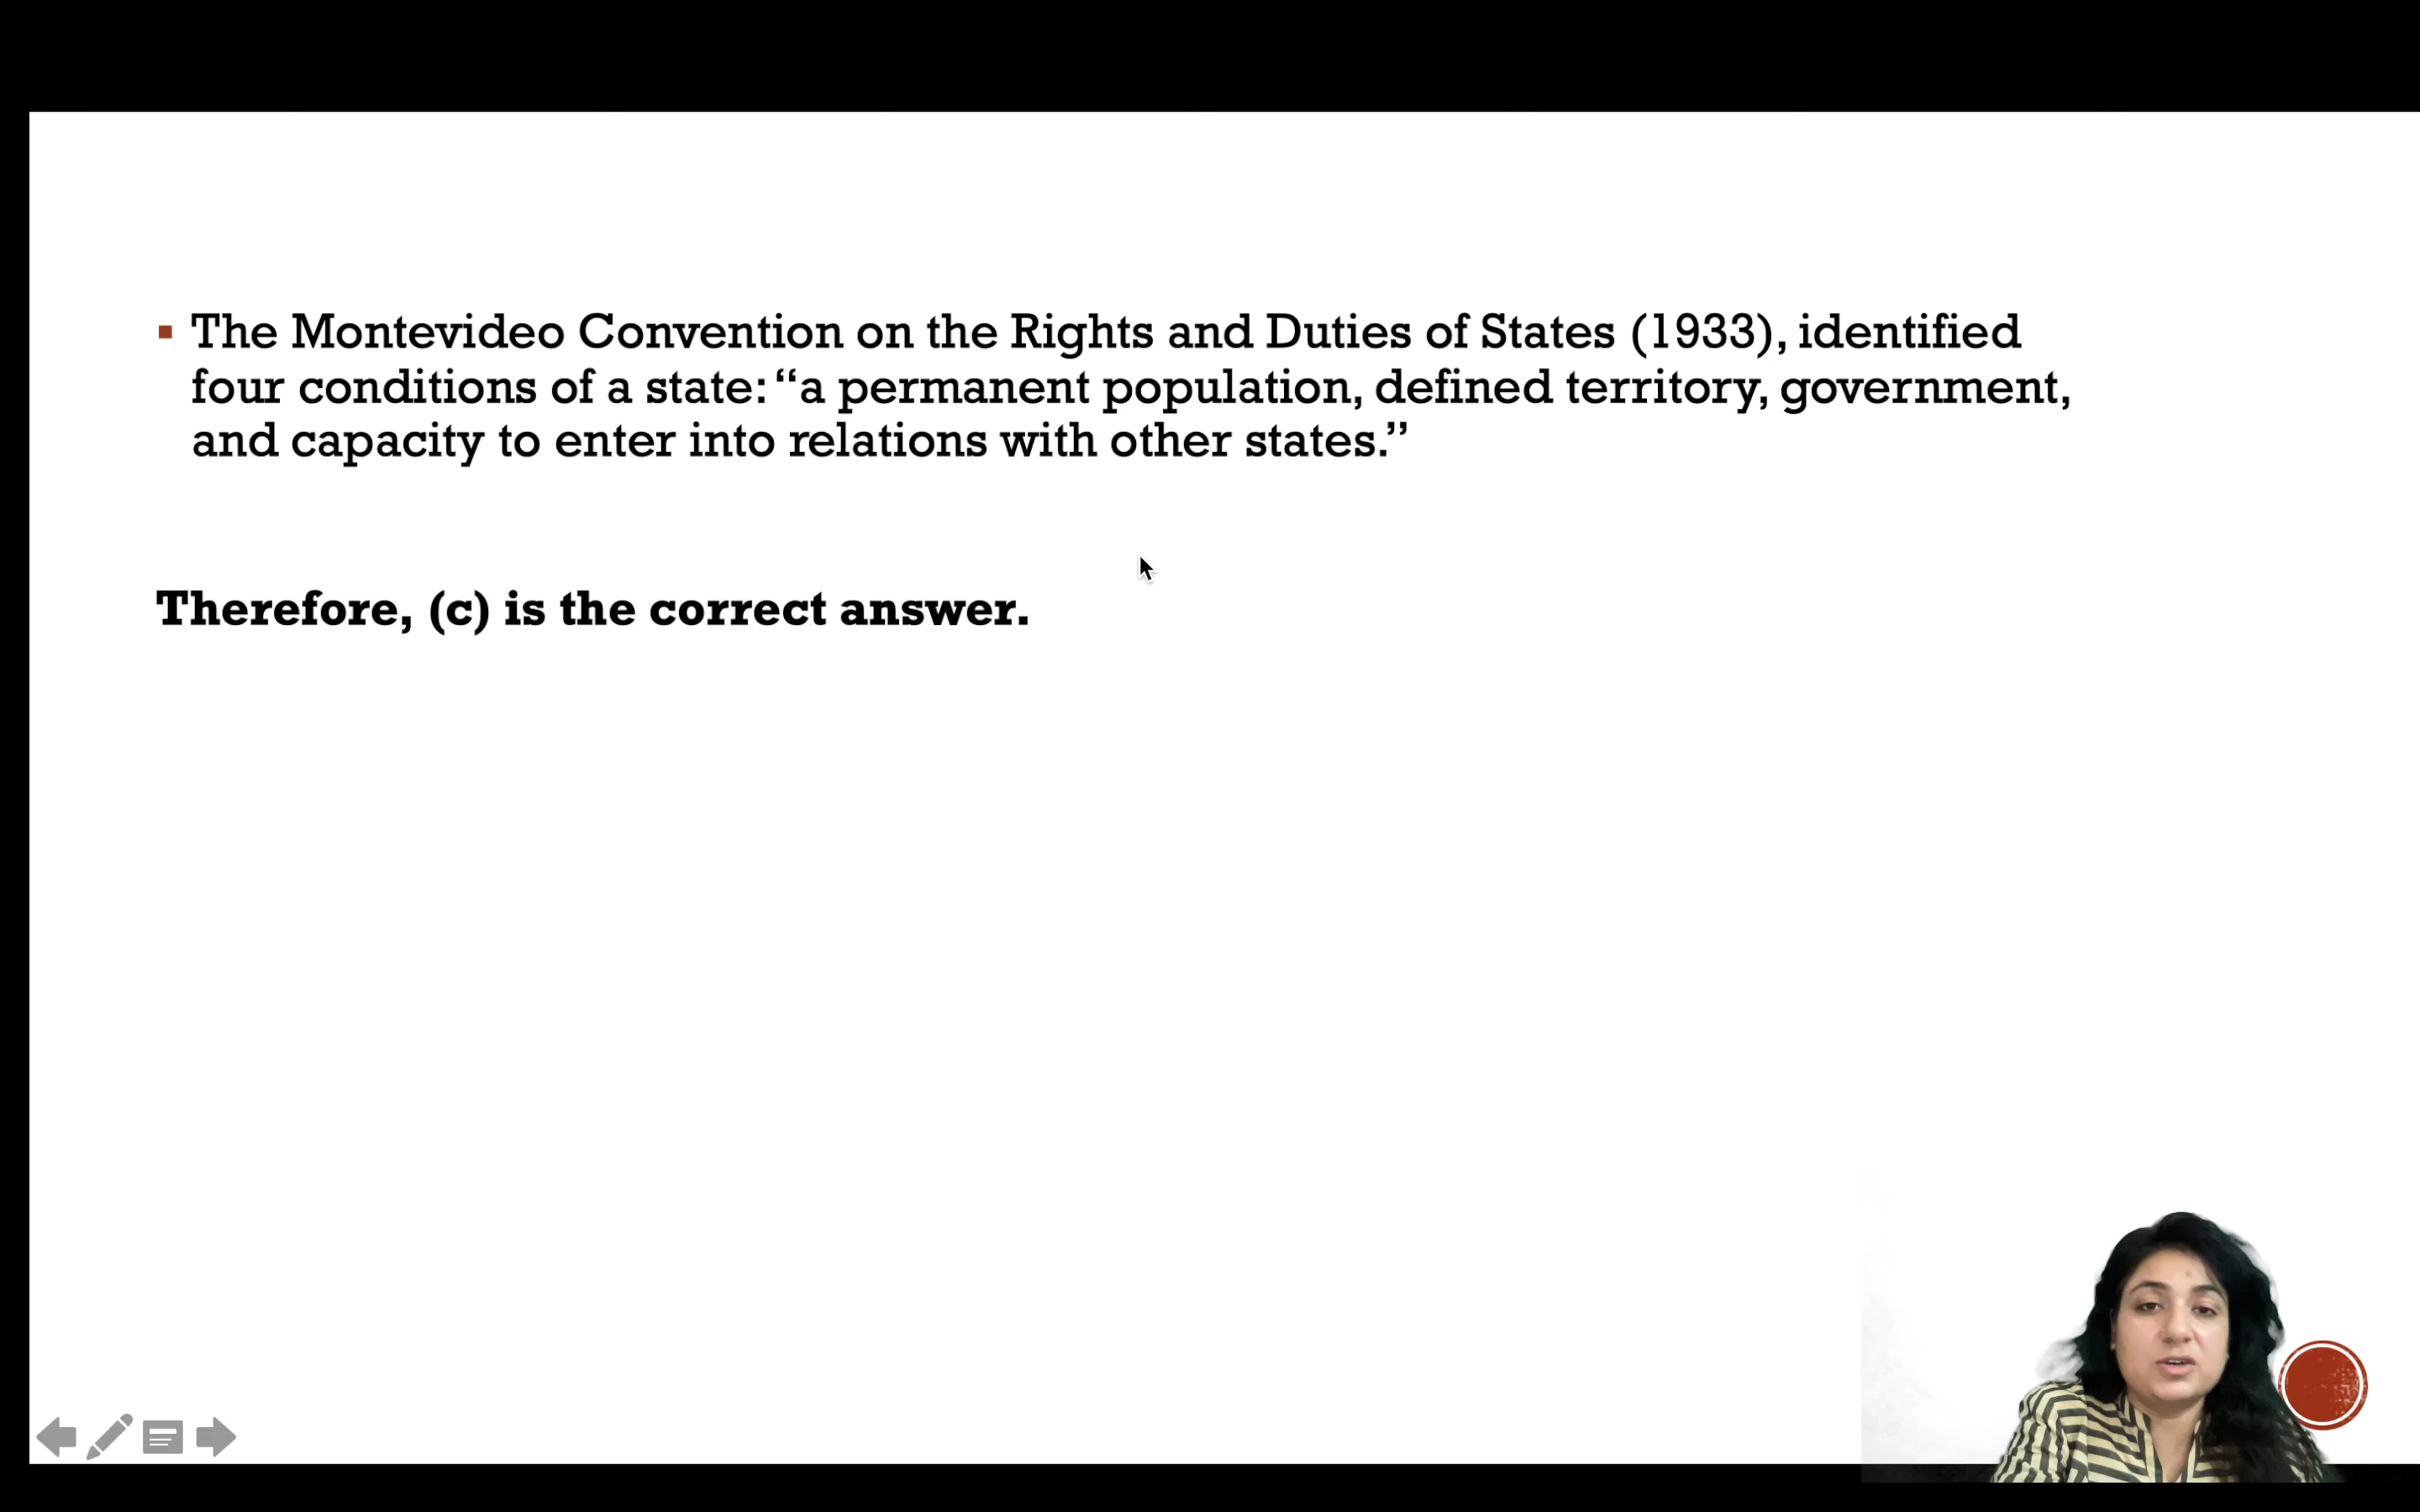 ▪ The Montevideo Convention on the Rights and Duties of States (1933), identified
four conditions of a state: “a permanent population, defined territory, government,
and capacity to enter into relations with other states.”
Therefore, (c) is the correct answer.